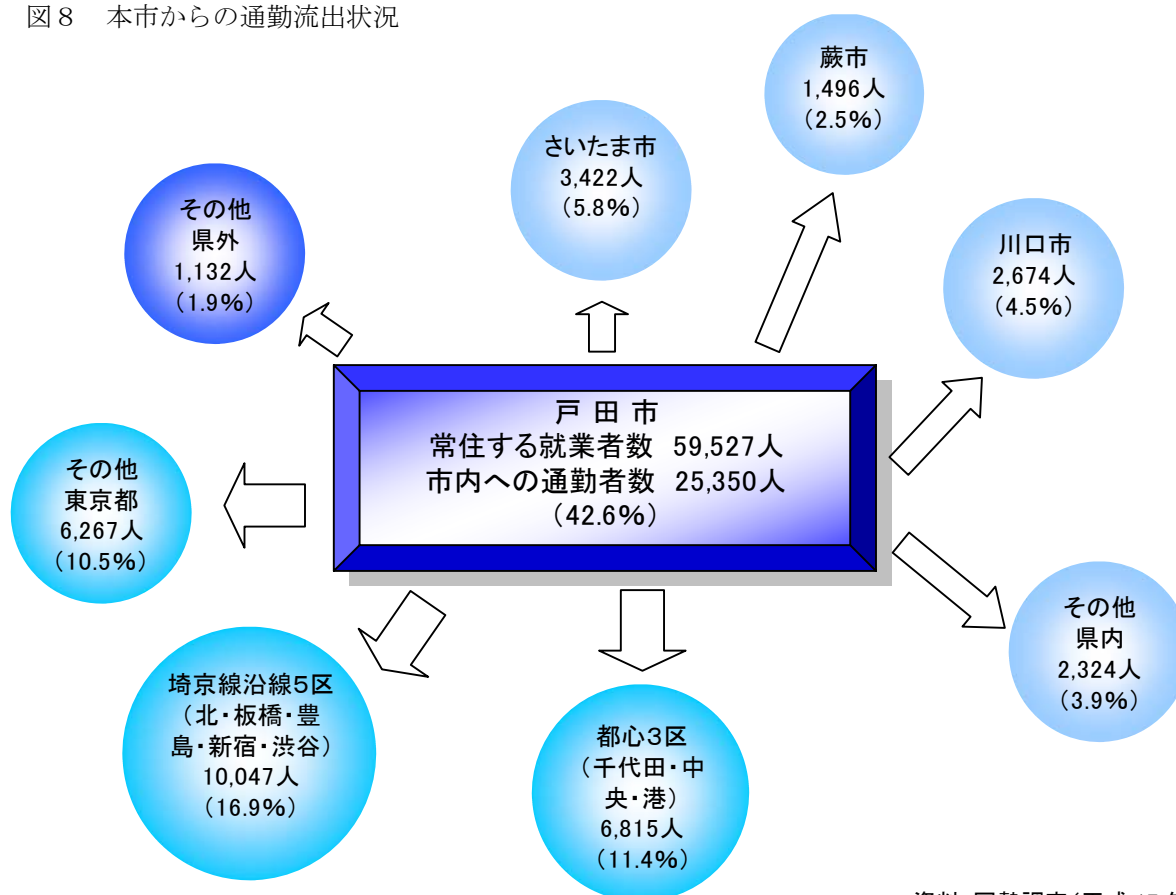 図８　本市からの通勤流出状況
蕨市
1,496人
（2.5%）
さいたま市
3,422人
（5.8%）
その他
県外
1,132人
（1.9%）
川口市
2,674人
（4.5%）
戸 田 市
常住する就業者数 59,527人
市内への通勤者数 25,350人
（42.6%）
その他
東京都
6,267人
（10.5%）
その他
県内
2,324人
（3.9%）
埼京線沿線5区
（北・板橋・豊
島・新宿・渋谷）
10,047人
（16.9%）
都心3区
（千代田・中
央・港）
6,815人
（11.4%）